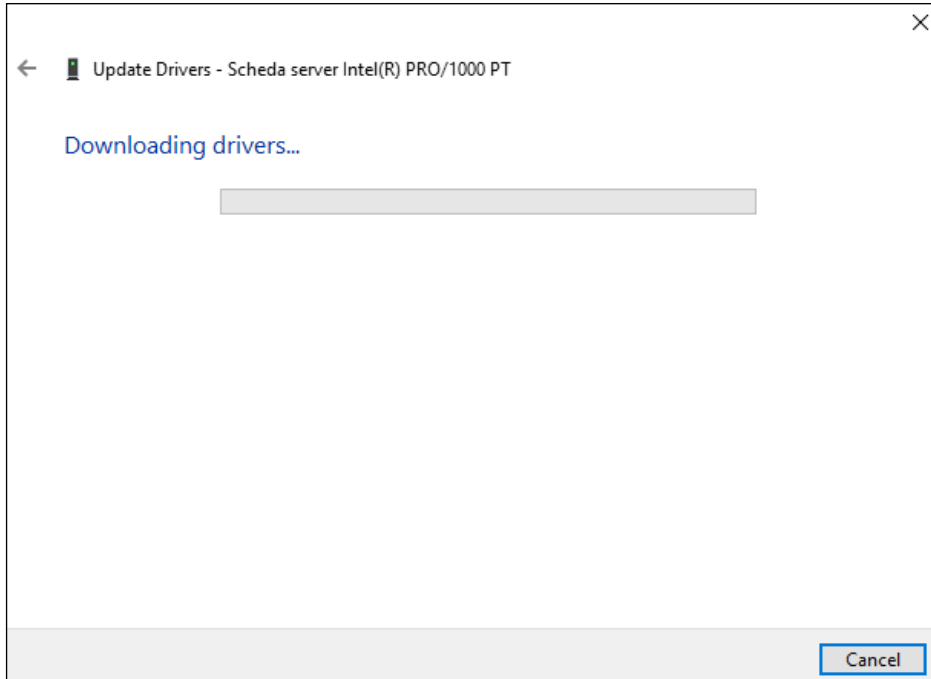 Update Drivers - Scheda server Intel(R) PRO/1000 PT
Downloading drivers...
Cancel